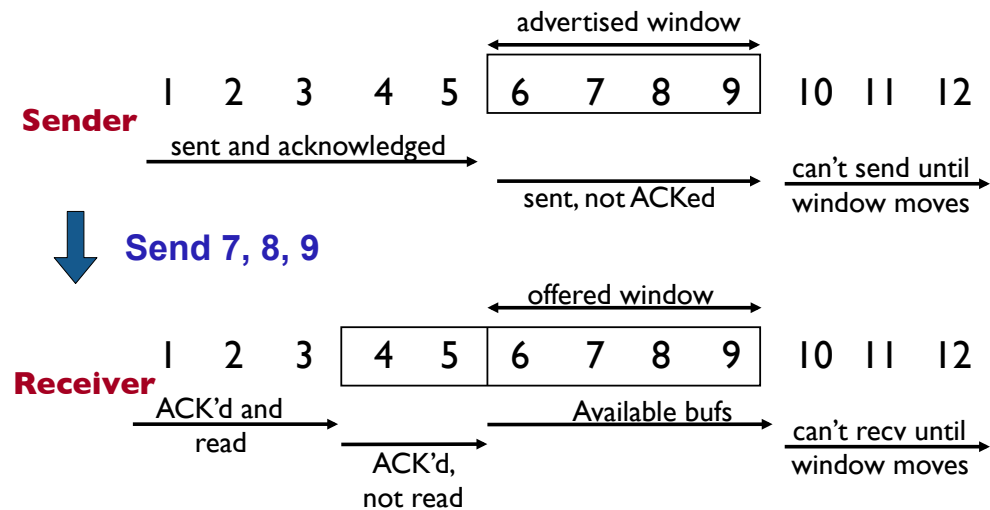 advertised window
1 2 3 4 5 6 7 8 9 10 11 12
Sender
sent and acknowledged
sent, not ACKed
can't send until
window moves
Send 7, 8, 9
offered window
1 2 3 4 5 6 7 8 9 10 11 12
Receiver
ACK'd and
read
ACK'd,
not read
Available bufs
can't recv until
window moves